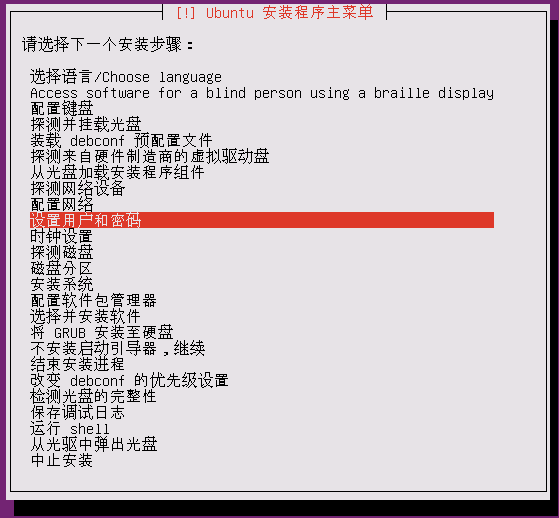 [!] Ubuntu 安装程序主菜单
请选择下一个安装步骤：
选择语言/Choose language
Access software for a blind person using a braille display
配置键盘
探测并挂载光盘
装载 debconf 预配置文件
探测来自硬件制造商的虚拟驱动盘
从光盘加载安装程序组件
探测网络设备
配置网络
设置用户和密码
时钟设置
探测磁盘
磁盘分区
安装系统
配置软件包管理器
选择并安装软件
将 GRUB 安装至硬盘
不安装启动引导器，继续
结束安装进程
改变 debconf 的优先级设置
检测光盘的完整性
保存调试日志
运行 shell
从光驱中弹出光盘
中止安装